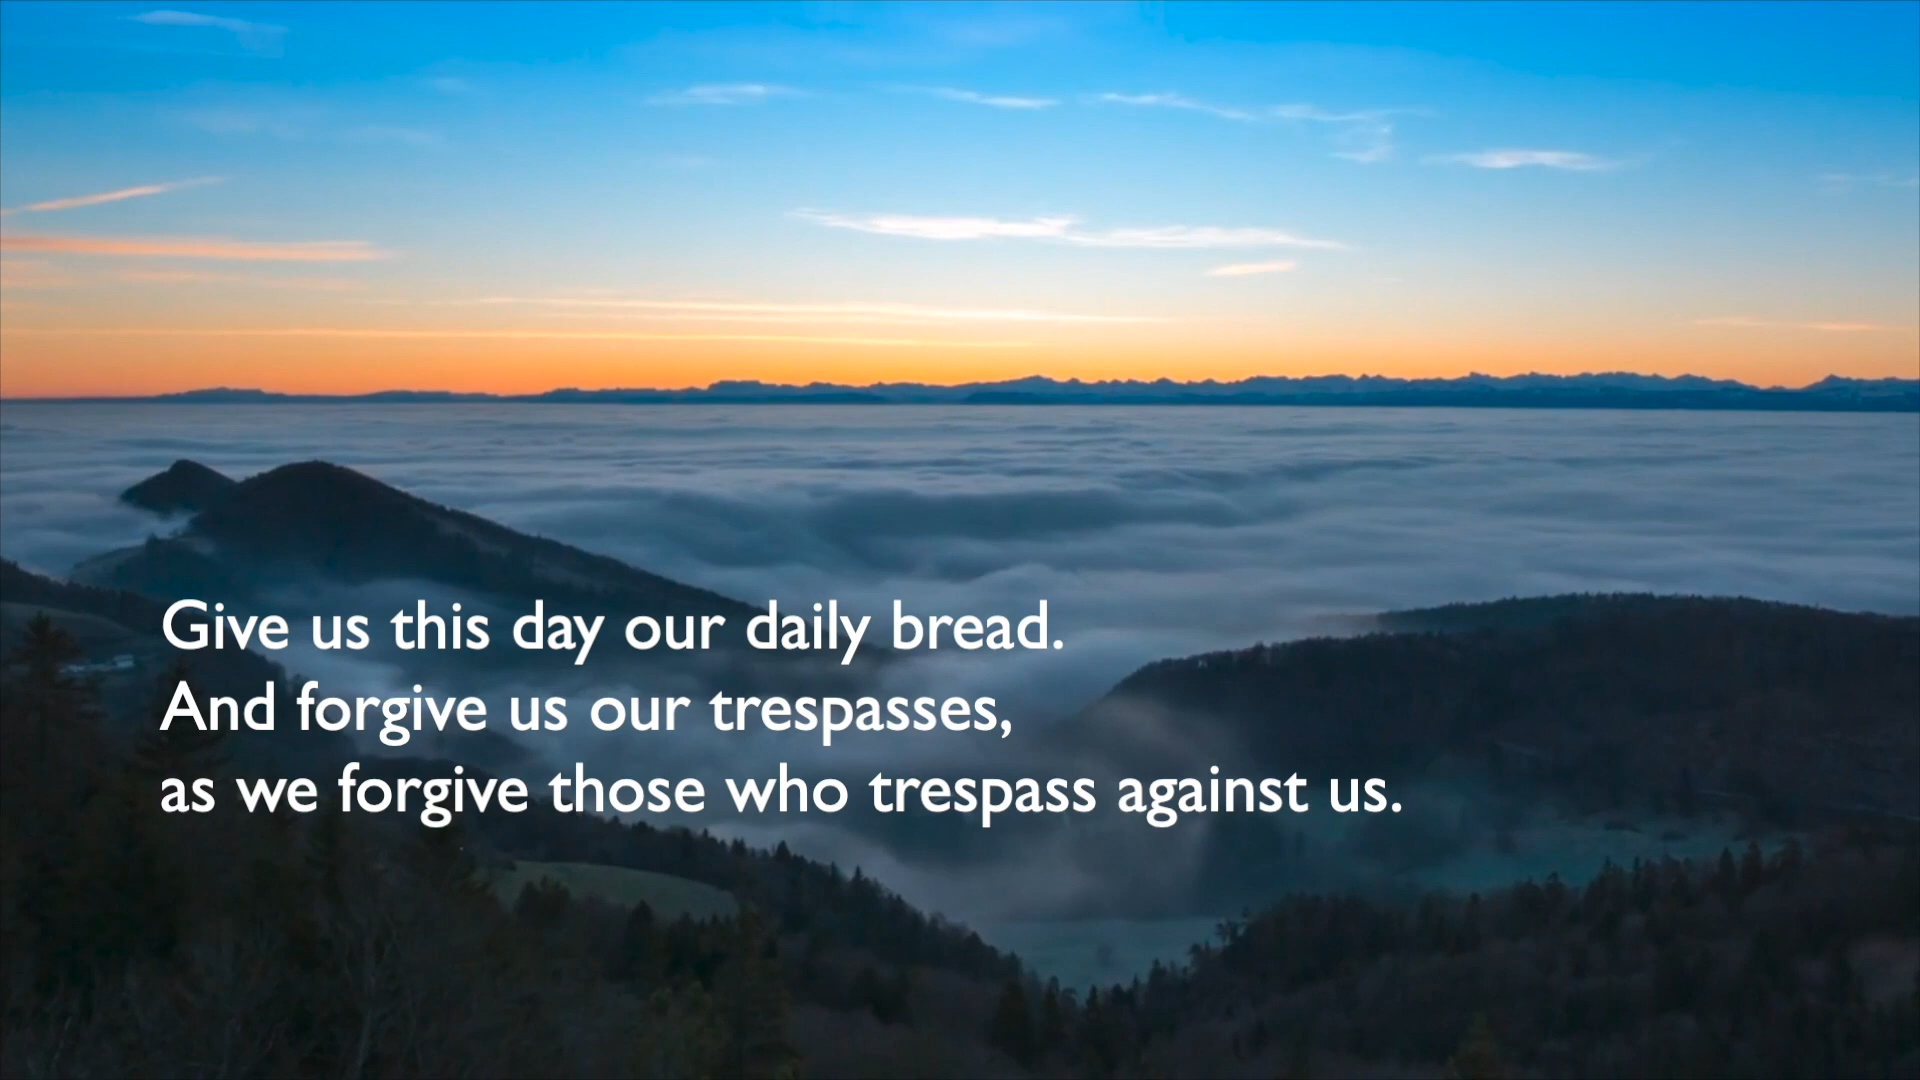 Give us this day our daily bread.
And forgive us our trespasses,
as we forgive those who trespass against us.